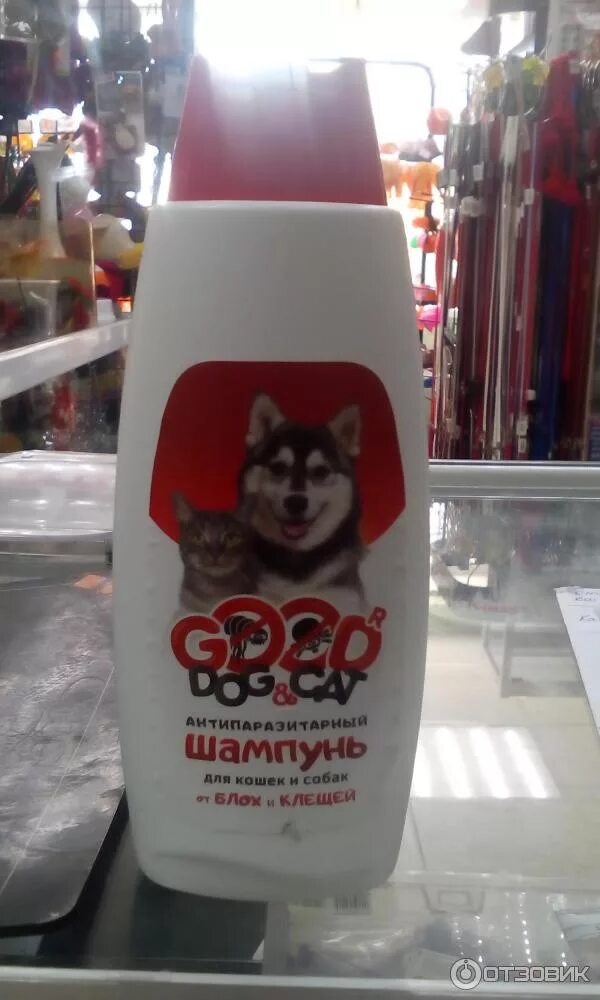 GOOD®
DOG & CAT
АНТИПАРАЗИТАРНЫЙ
Шампунь
для кошек и собак
от БЛОХ и КЛЕЩЕЙ
ОТЗОВИК